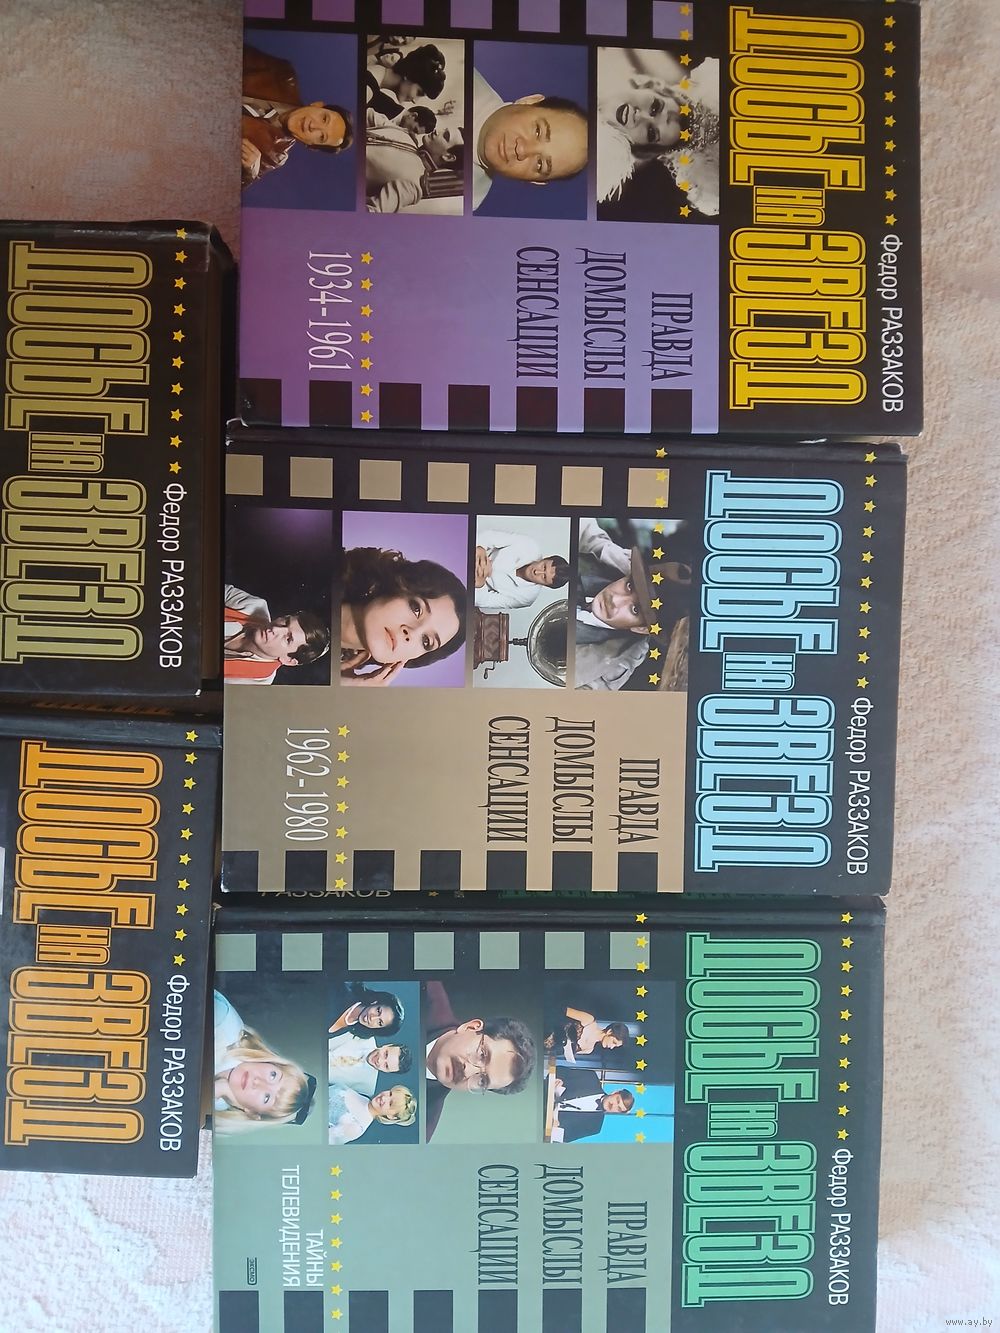 Федор РАЗЗАКОВ
ДОСЬЕ
НА
ЗВЕЗД
ПРАВДА
ДОМЫСЛЫ
СЕНСАЦИИ
1934-1961
Федор РАЗЗАКОВ
ДОСЬЕ
НА
ЗВЕЗД
ПРАВДА
ДОМЫСЛЫ
СЕНСАЦИИ
1962-1980
Федор РАЗЗАКОВ
ДОСЬЕ
НА
ЗВЕЗД
ПРАВДА
ДОМЫСЛЫ
СЕНСАЦИИ
ТАЙНЫ
ТЕЛЕВИДЕНИЯ
ЭКСМО
Федор РАЗЗАКОВ
ДОСЬЕ
НА
ЗВЕЗД
Федор РАЗЗАКОВ
ДОСЬЕ
НА
ЗВЕЗД
РАЗЗАКОВ
www.ay.by